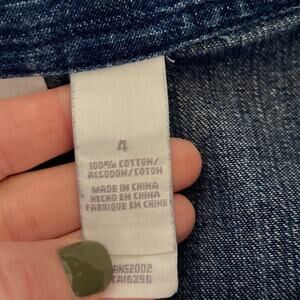 4
100% COTTON/
ALGODON/COTON
MADE IN CHINA
HECHO EN CHINA
FABRIQUE EN CHINE